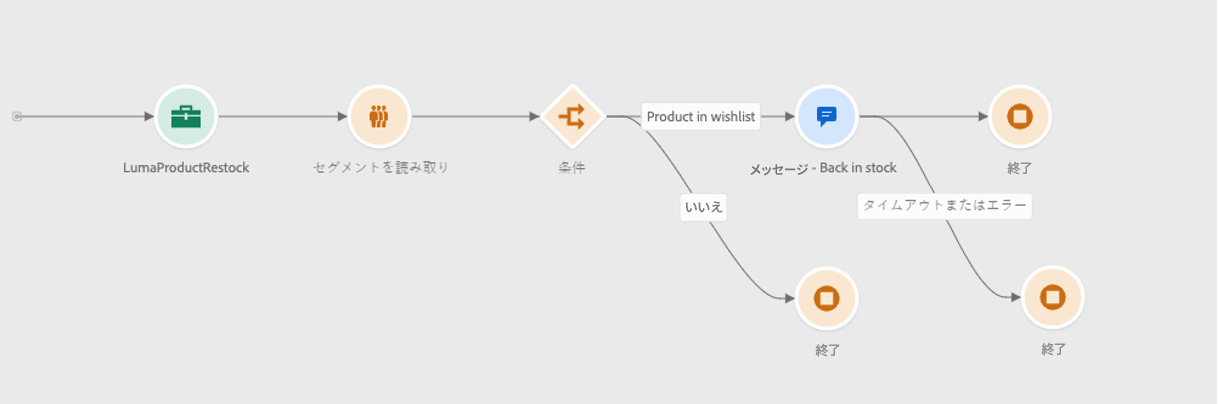 Product in wishlist
LumaProductRestock
セグメントを読み取り
条件
メッセージ - Back in stock
終了
いいえ
タイムアウトまたはエラー
終了
終了